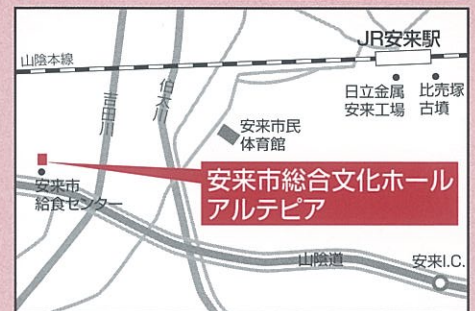 JR安来駅
山陰本線
日立金属
安来工場
比売塚
古墳
吉田川
伯太川
安来市民
体育館
安来市総合文化ホール
アルテピア
安来市
給食センター
山陰道
安来I.C.